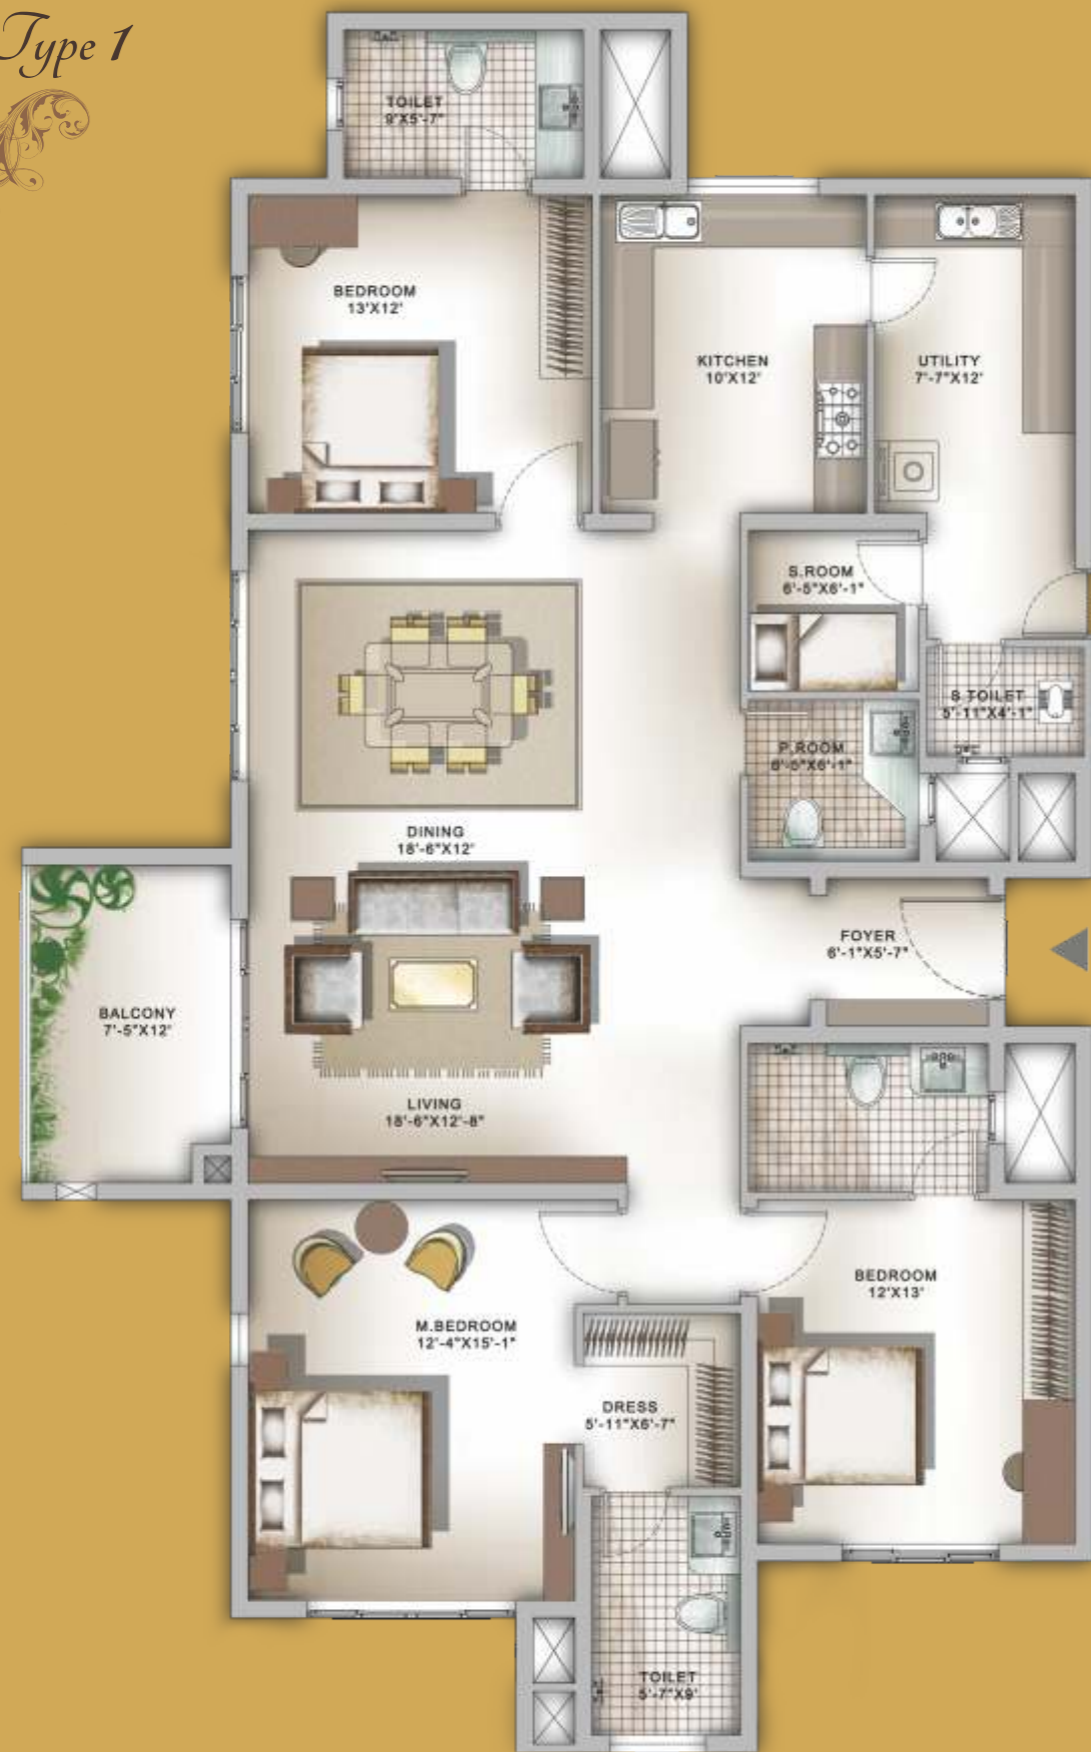 Type 1
TOILET
9'X5'-7"
BEDROOM
13'X12'
KITCHEN
10'X12'
UTILITY
7'-7"X12'
S.ROOM
6'-5"X6'-1"
S.TOILET
5'-11"X4'-1"
P.ROOM
6'-5"X6'-1"
DINING
18'-6"X12'
FOYER
6'-1"X5'-7"
BALCONY
7'-5"X12'
LIVING
18'-6"X12'-8"
BEDROOM
12'X13'
M.BEDROOM
12'-4"X15'-1"
DRESS
5'-11"X6'-7"
TOILET
5'-7"X9'